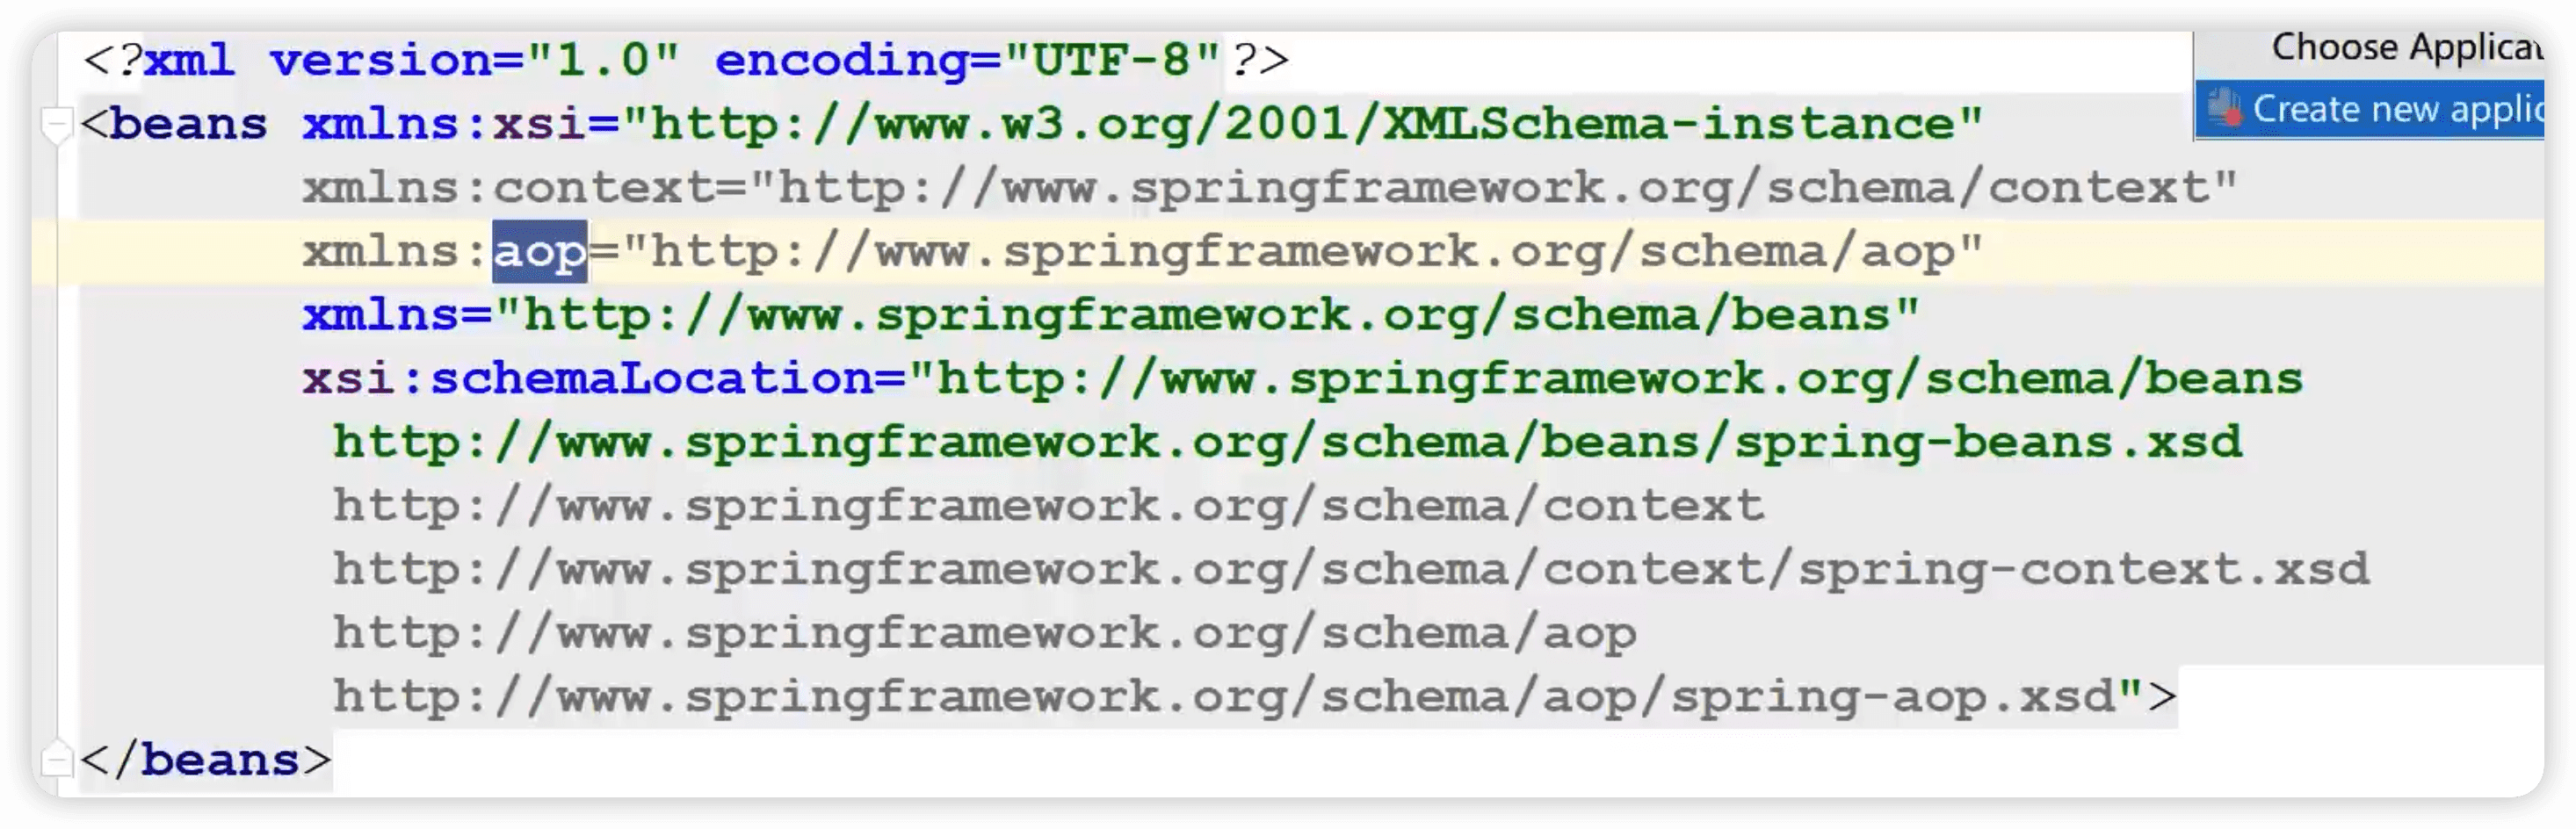 <?xml version="1.0" encoding="UTF-8"?>
Choose Applicat
Create new applic
<beans xmlns:xsi="http://www.w3.org/2001/XMLSchema-instance"
xmlns:context="http://www.springframework.org/schema/context"
xmlns:aop="http://www.springframework.org/schema/aop"
xmlns="http://www.springframework.org/schema/beans"
xsi:schemaLocation="http://www.springframework.org/schema/beans
http://www.springframework.org/schema/beans/spring-beans.xsd
http://www.springframework.org/schema/context
http://www.springframework.org/schema/context/spring-context.xsd
http://www.springframework.org/schema/aop
http://www.springframework.org/schema/aop/spring-aop.xsd">
</beans>